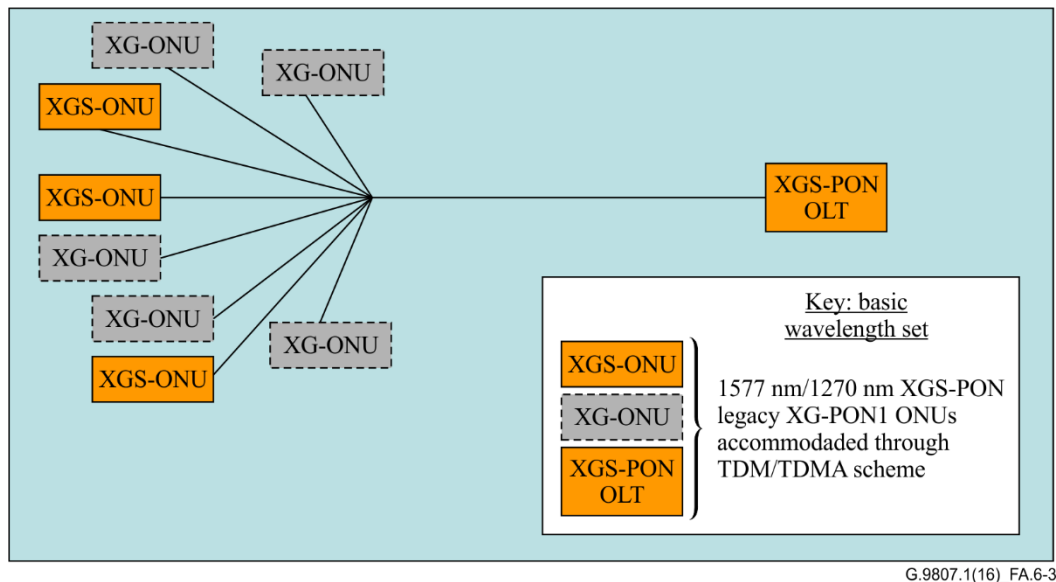 XG-ONU
XG-ONU
XGS-ONU
XGS-ONU
XG-ONU
XG-ONU
XG-ONU
XGS-ONU
XGS-PON
OLT
Key: basic
wavelength set
XGS-ONU
XG-ONU
XGS-PON
OLT
1577 nm/1270 nm XGS-PON
legacy XG-PON1 ONUs
accommodaded through
TDM/TDMA scheme
G.9807.1(16) FA.6-3